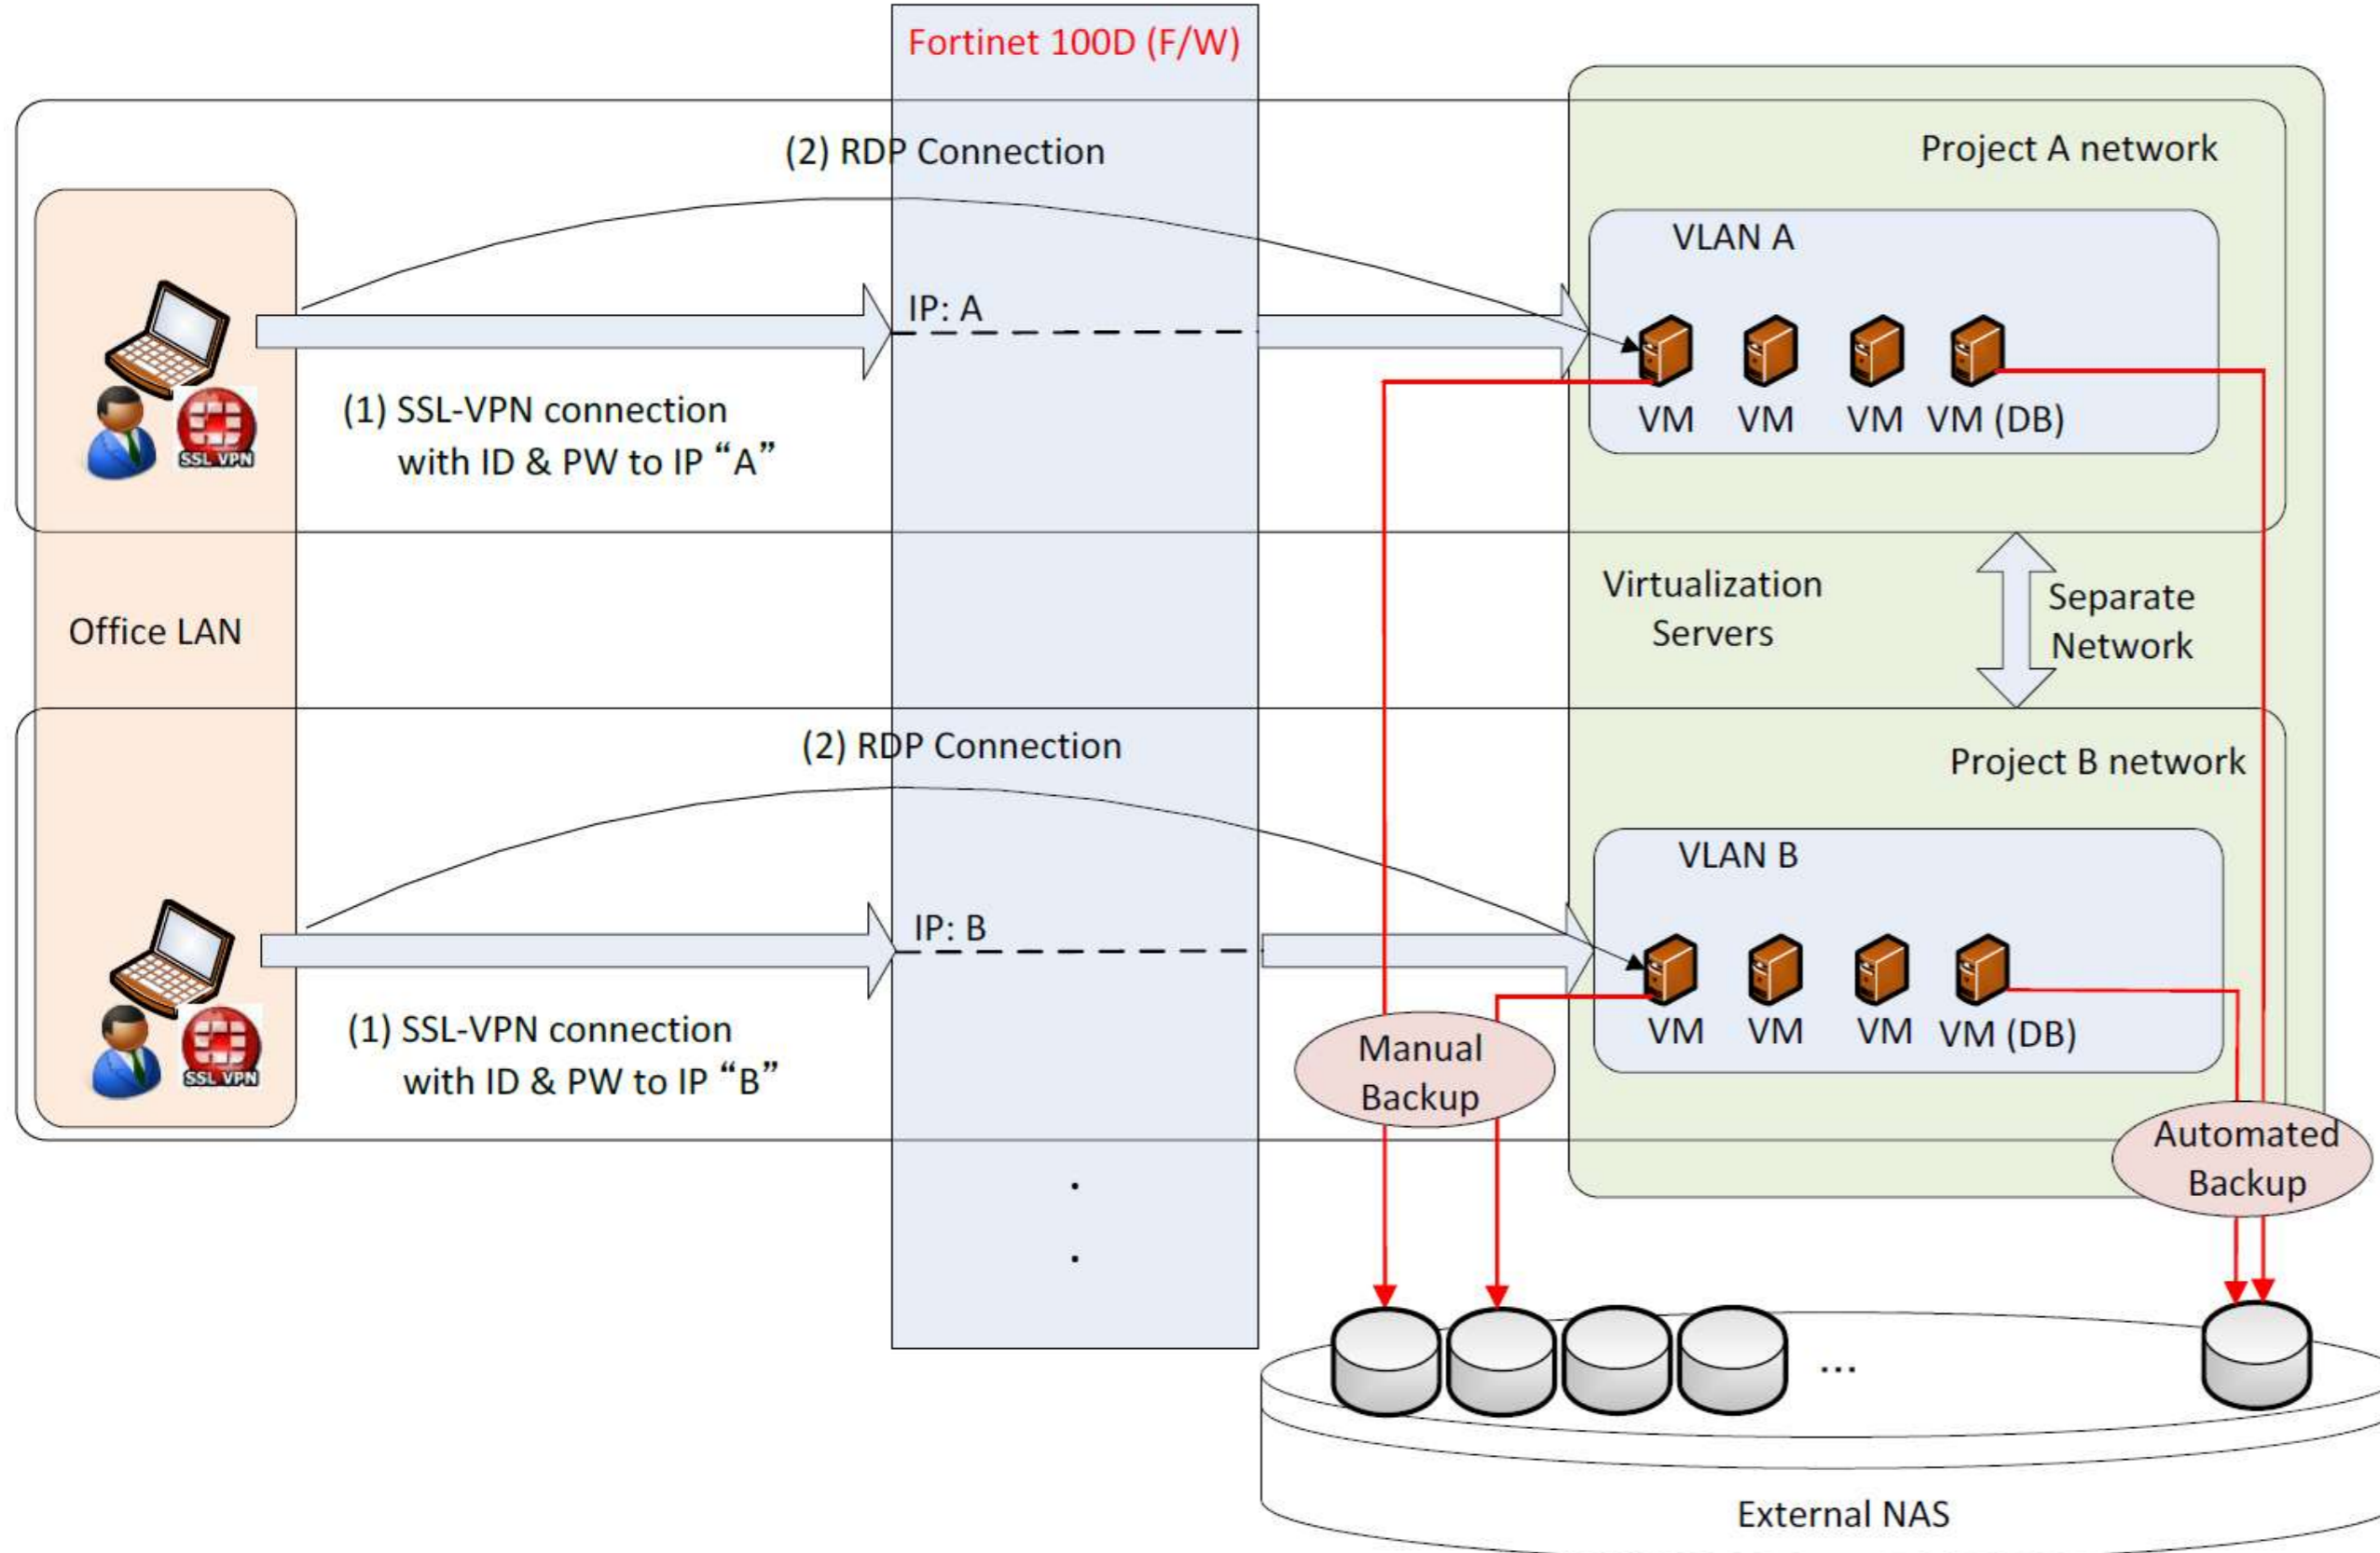 Fortinet 100D (F/W)
(2) RDP Connection
Project A network
VLAN A
IP: A
(1) SSL-VPN connection
with ID & PW to IP “A”
SSL VPN
VM
VM
VM
VM (DB)
Office LAN
Virtualization
Servers
Separate
Network
(2) RDP Connection
Project B network
VLAN B
IP: B
(1) SSL-VPN connection
with ID & PW to IP “B”
SSL VPN
VM
VM
VM
VM (DB)
Manual
Backup
Automated
Backup
.
.
...
External NAS